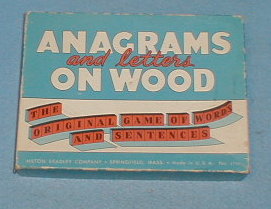 ANAGRAMS
and letters
ON WOOD
THE
ORIGINAL GAME OF WORDS
AND SENTENCES
MILTON BRADLEY COMPANY • SPRINGFIELD, MASS. • Made in U.S.A. No.